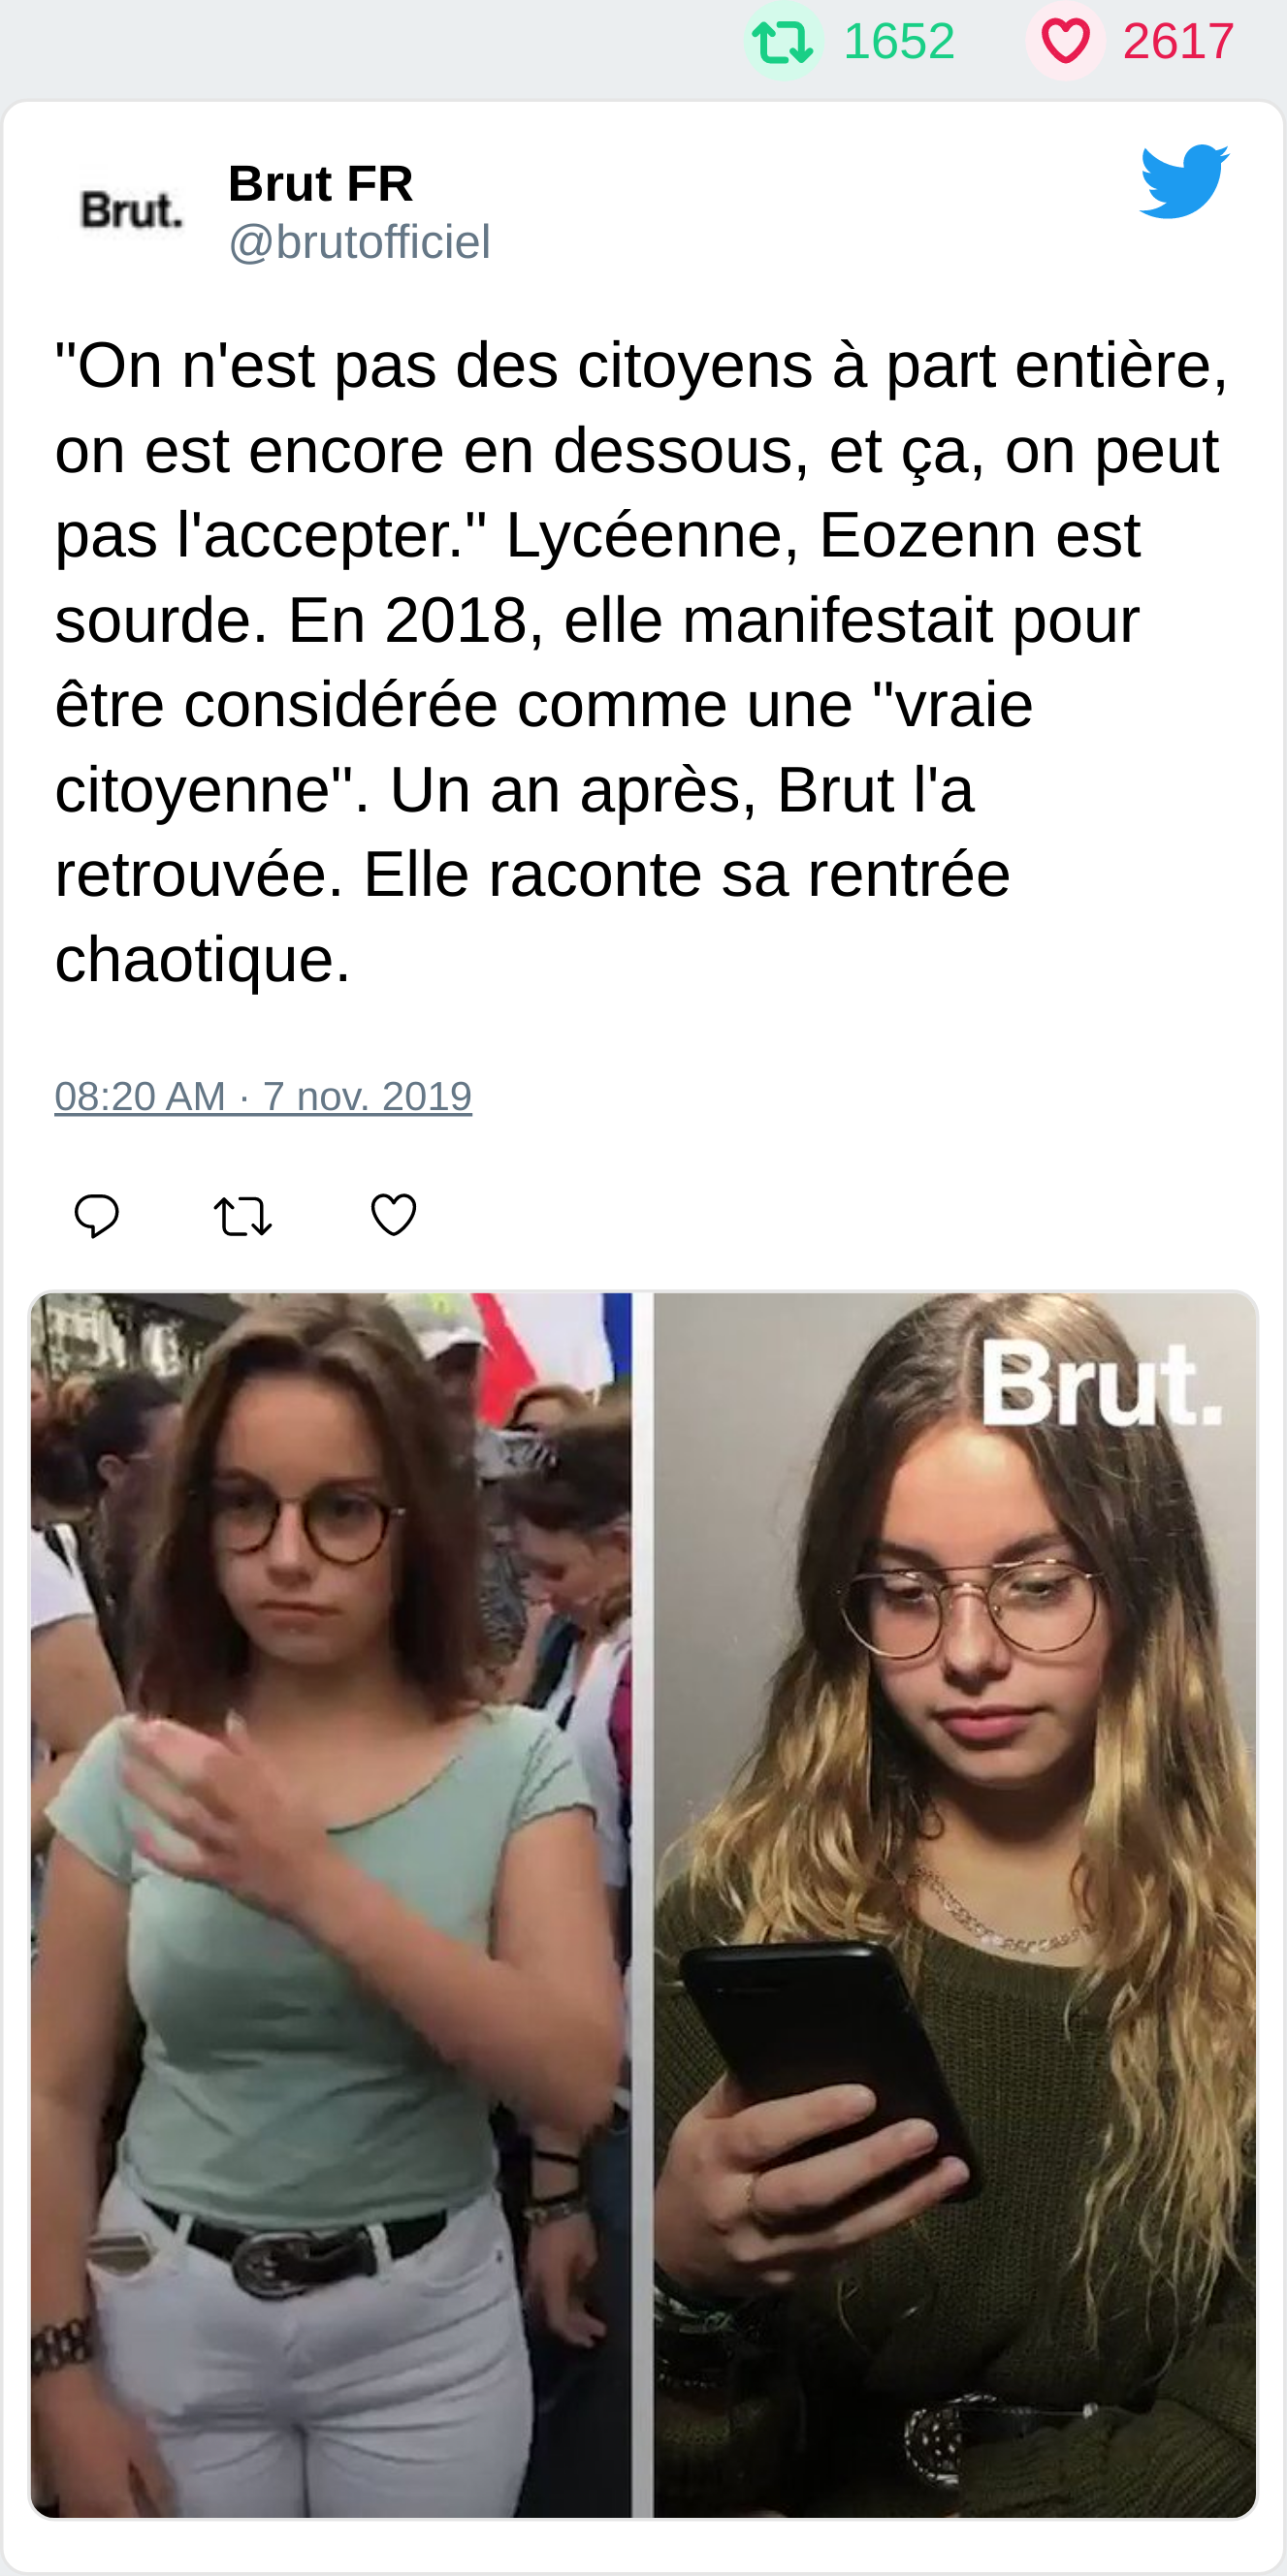 1652 2617
Brut.
Brut FR
@brutofficiel
"On n'est pas des citoyens à part entière,
on est encore en dessous, et ça, on peut
pas l'accepter." Lycéenne, Eozenn est
sourde. En 2018, elle manifestait pour
être considérée comme une "vraie
citoyenne". Un an après, Brut l'a
retrouvée. Elle raconte sa rentrée
chaotique.
08:20 AM · 7 nov. 2019
Brut.